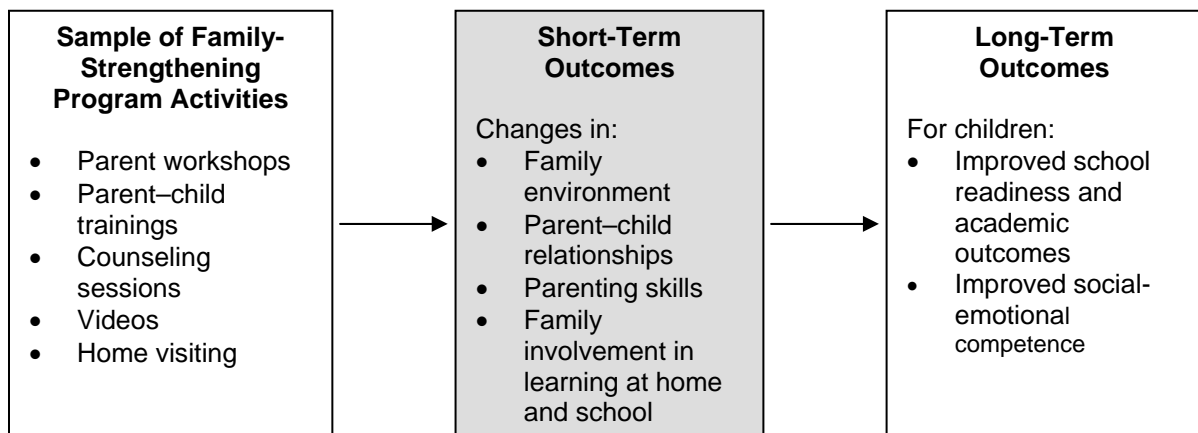 Sample of Family-
Strengthening
Program Activities
• Parent workshops
• Parent–child
trainings
• Counseling
sessions
• Videos
• Home visiting
Short-Term
Outcomes
Changes in:
• Family
environment
• Parent–child
relationships
• Parenting skills
• Family
involvement in
learning at home
and school
Long-Term
Outcomes
For children:
• Improved school
readiness and
academic
outcomes
• Improved social-
emotional
competence